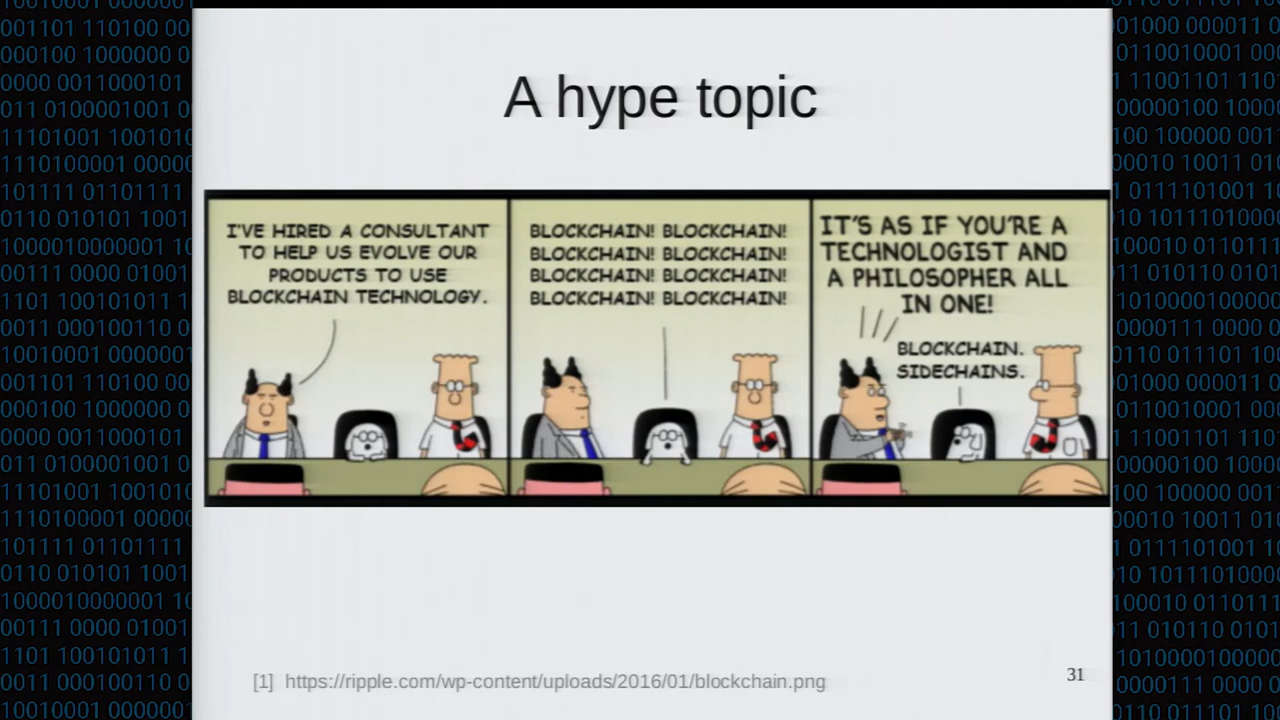 A hype topic
I'VE HIRED A CONSULTANT
TO HELP US EVOLVE OUR
PRODUCTS TO USE
BLOCKCHAIN TECHNOLOGY.
BLOCKCHAIN! BLOCKCHAIN!
BLOCKCHAIN! BLOCKCHAIN!
BLOCKCHAIN! BLOCKCHAIN!
BLOCKCHAIN! BLOCKCHAIN!
IT'S AS IF YOU'RE A
TECHNOLOGIST AND
A PHILOSOPHER ALL
IN ONE!
BLOCKCHAIN.
SIDECHAINS.
[1] https://ripple.com/wp-content/uploads/2016/01/blockchain.png
31